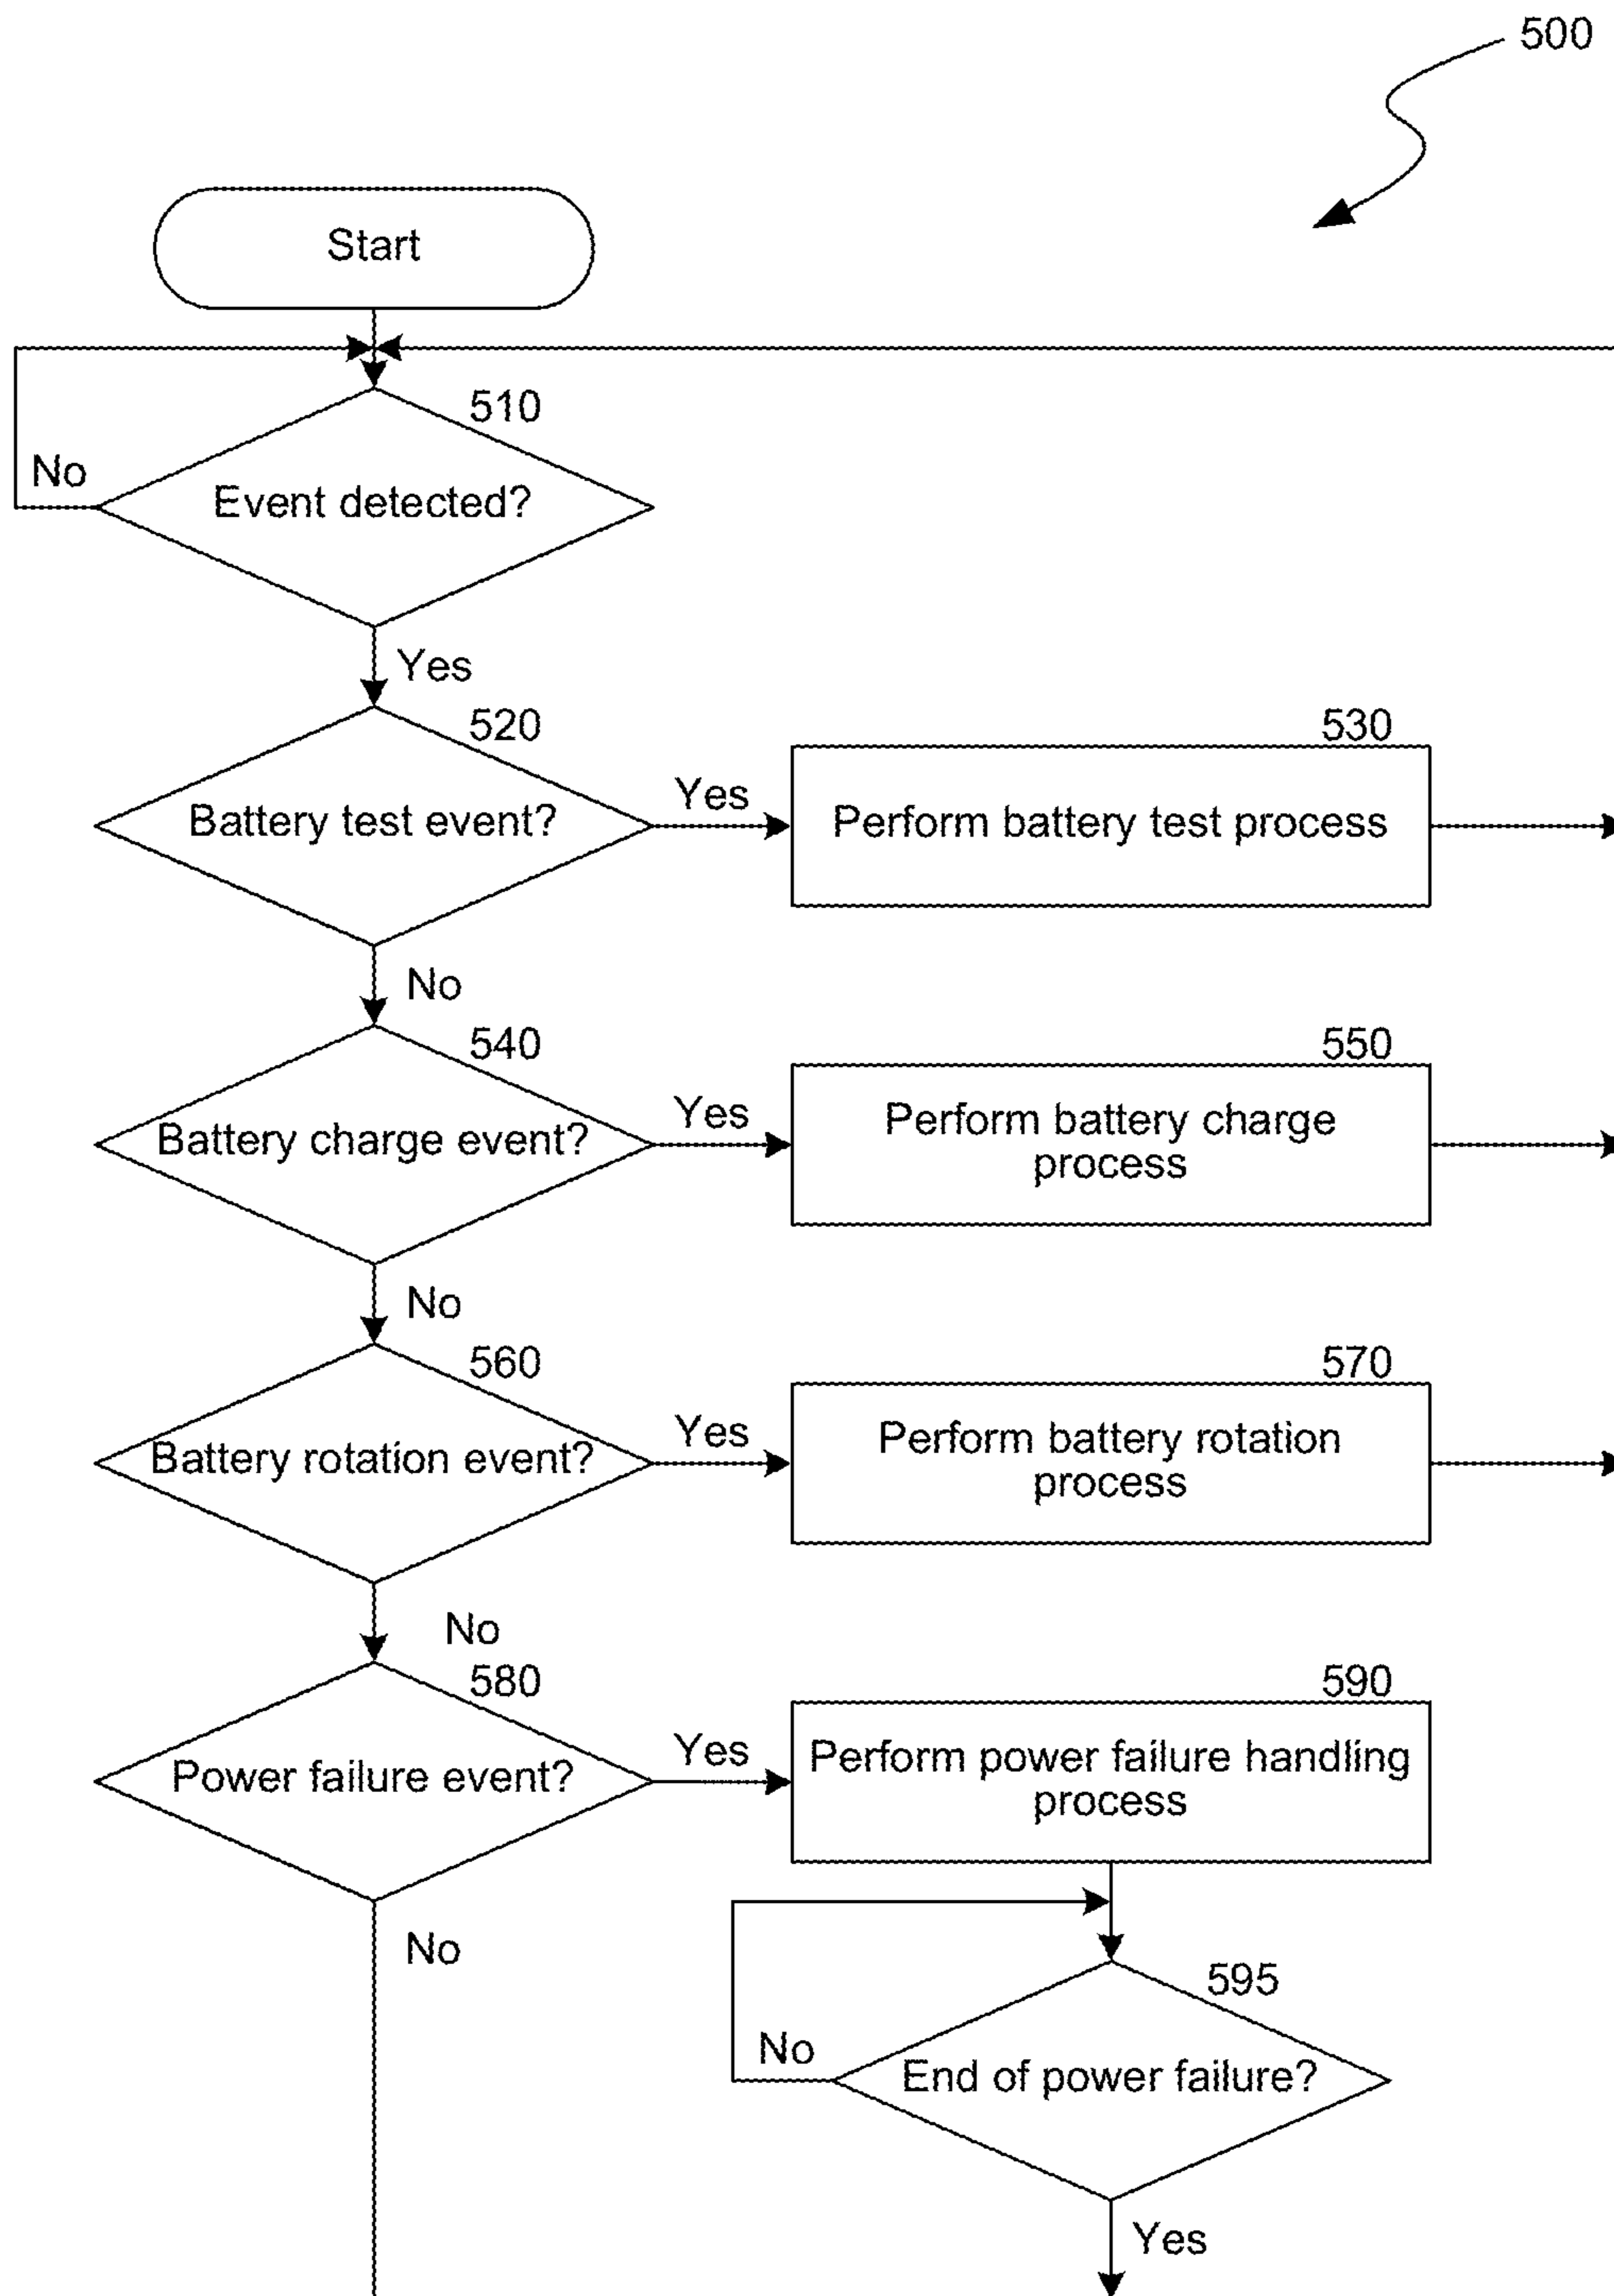 500
Start
510
No
Event detected?
Yes
520
530
Battery test event?
Yes
Perform battery test process
No
540
550
Battery charge event?
Yes
Perform battery charge
process
No
560
570
Battery rotation event?
Yes
Perform battery rotation
process
No
580
590
Power failure event?
Yes
Perform power failure handling
process
No
595
No
End of power failure?
Yes